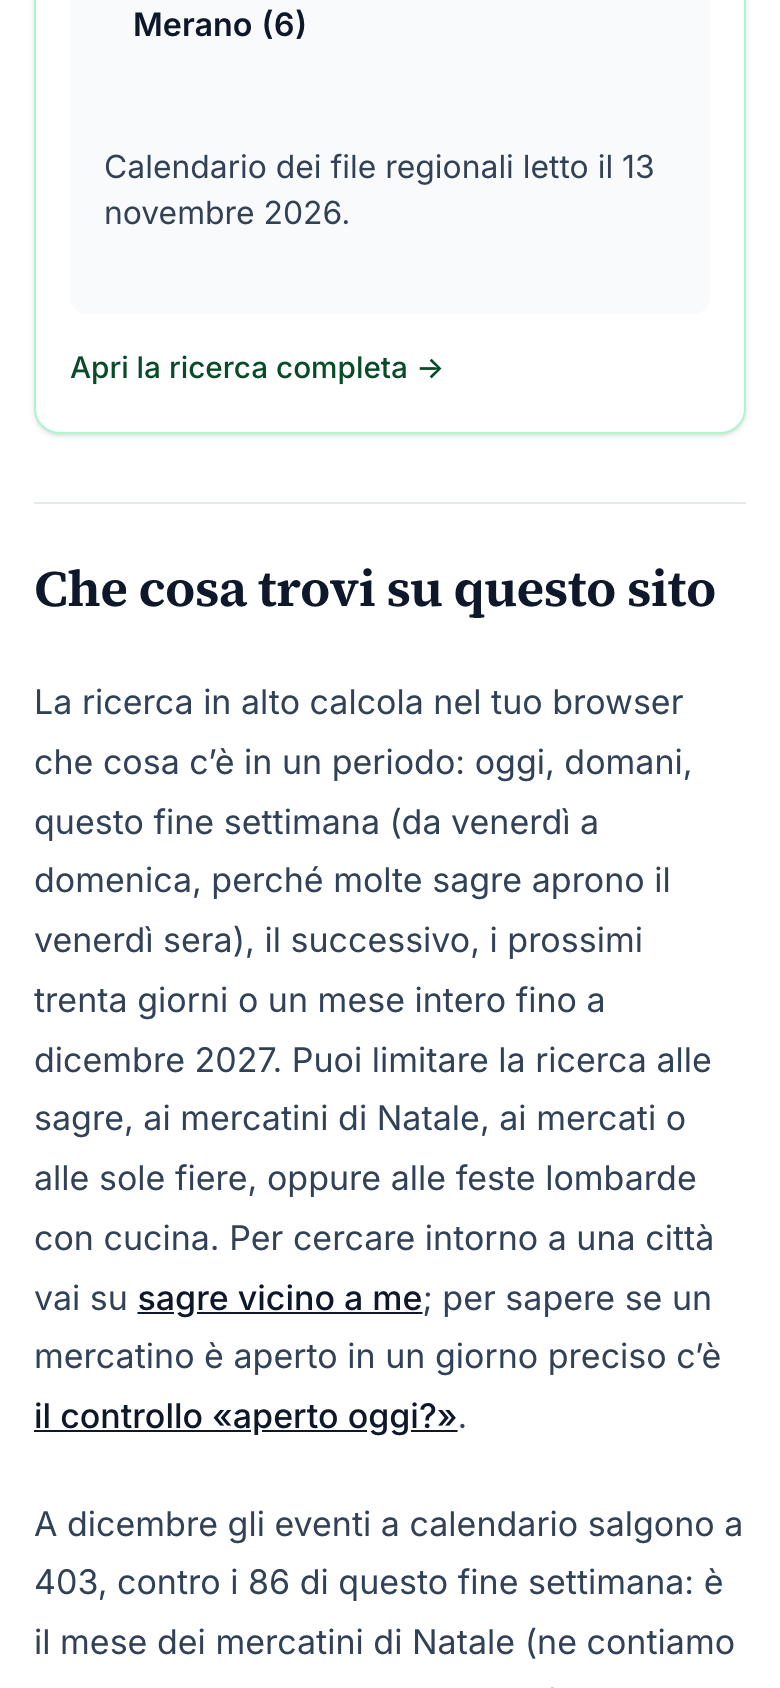 Merano (6)
Calendario dei file regionali letto il 13
novembre 2026.
Apri la ricerca completa →
Che cosa trovi su questo sito
La ricerca in alto calcola nel tuo browser
che cosa c’è in un periodo: oggi, domani,
questo fine settimana (da venerdì a
domenica, perché molte sagre aprono il
venerdì sera), il successivo, i prossimi
trenta giorni o un mese intero fino a
dicembre 2027. Puoi limitare la ricerca alle
sagre, ai mercatini di Natale, ai mercati o
alle sole fiere, oppure alle feste lombarde
con cucina. Per cercare intorno a una città
vai su sagre vicino a me; per sapere se un
mercatino è aperto in un giorno preciso c’è
il controllo «aperto oggi?».
A dicembre gli eventi a calendario salgono a
403, contro i 86 di questo fine settimana: è
il mese dei mercatini di Natale (ne contiamo